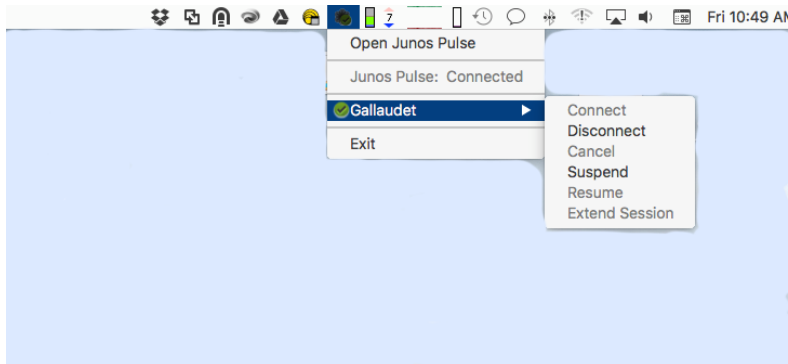 7
Fri 10:49 AM
Open Junos Pulse
Junos Pulse: Connected
Gallaudet
Exit
Connect
Disconnect
Cancel
Suspend
Resume
Extend Session